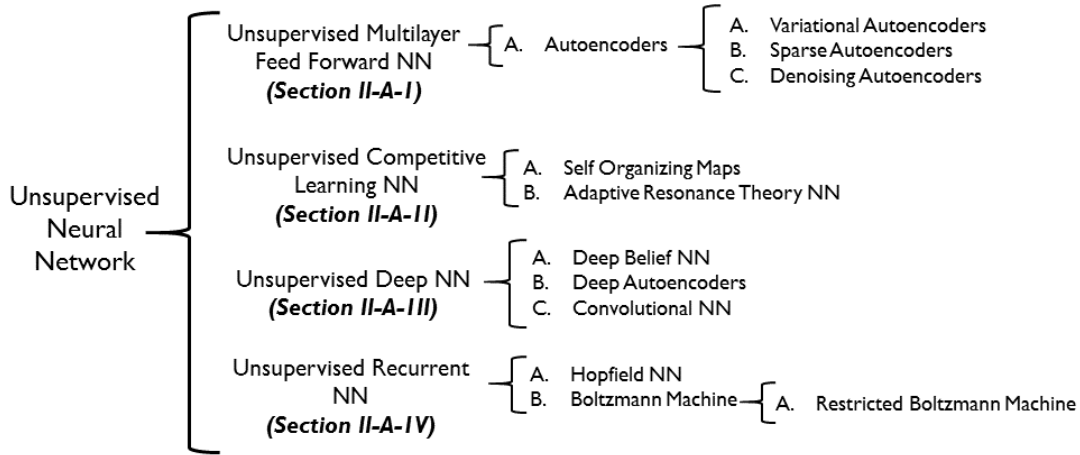 Unsupervised
Neural
Network
Unsupervised Multilayer
Feed Forward NN
(Section II-A-I)
A. Autoencoders
A. Variational Autoencoders
B. Sparse Autoencoders
C. Denoising Autoencoders
Unsupervised Competitive
Learning NN
(Section II-A-II)
A. Self Organizing Maps
B. Adaptive Resonance Theory NN
Unsupervised Deep NN
(Section II-A-III)
A. Deep Belief NN
B. Deep Autoencoders
C. Convolutional NN
Unsupervised Recurrent
NN
(Section II-A-IV)
A. Hopfield NN
B. Boltzmann Machine
A. Restricted Boltzmann Machine